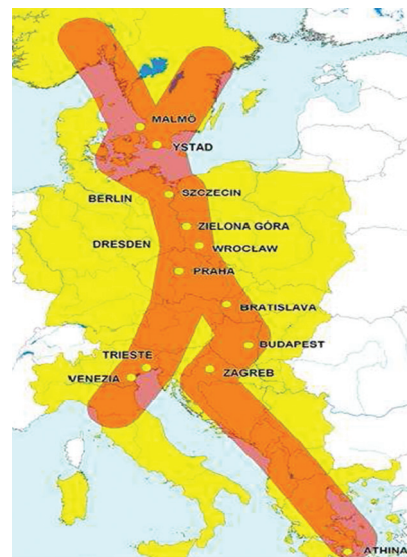 MALMÖ
YSTAD
SZCZECIN
BERLIN
ZIELONA GÓRA
DRESDEN
WROCŁAW
PRAHA
BRATISLAVA
BUDAPEST
TRIESTE
ZAGREB
VENEZIA
ATHINA